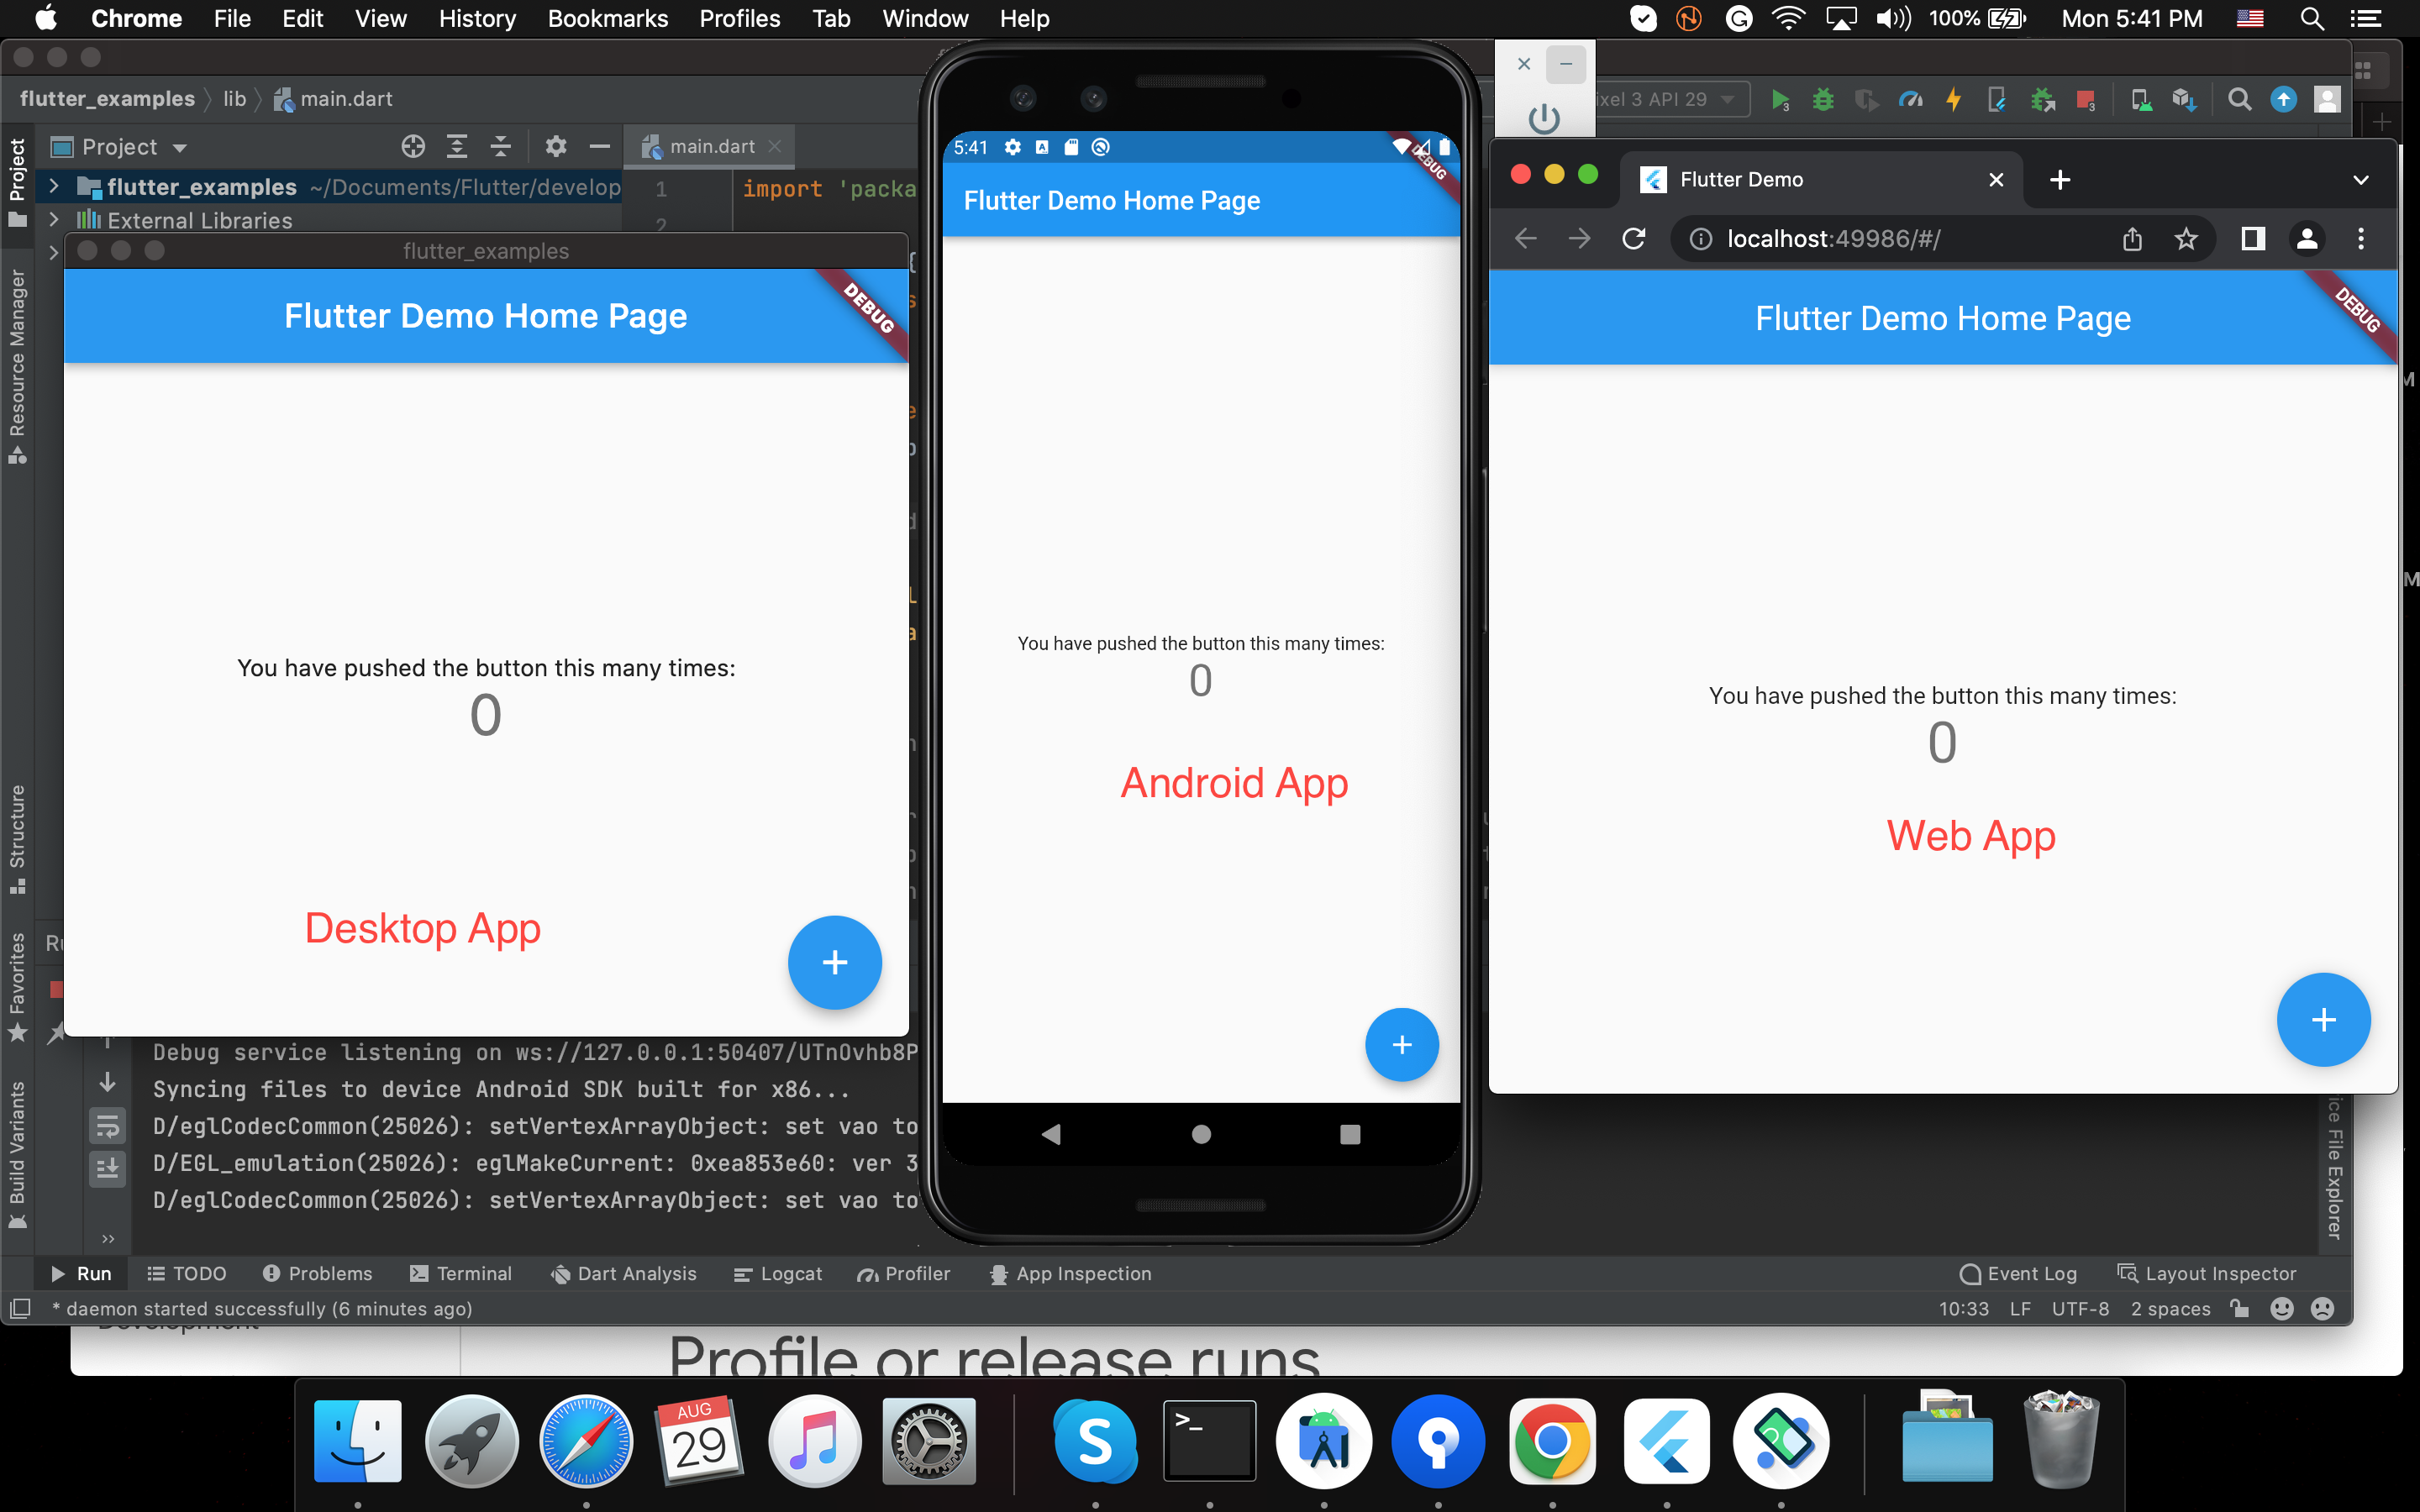 Chrome File Edit View History Bookmarks Profiles Tab Window Help
100% Mon 5:41 PM
flutter_examples lib main.dart
ixel 3 API 29
Project
main.dart
flutter_examples ~/Documents/Flutter/develop
External Libraries
1 import 'packa
2
Project
Resource Manager
Structure
Favorites
Build Variants
flutter_examples
Flutter Demo Home Page
DEBUG
You have pushed the button this many times:
0
Desktop App
+
5:41
DEBUG
Flutter Demo Home Page
You have pushed the button this many times:
0
Android App
+
Flutter Demo
localhost:49986/#/
Flutter Demo Home Page
DEBUG
You have pushed the button this many times:
0
Web App
+
Debug service listening on ws://127.0.0.1:50407/UTnOvhb8P
Syncing files to device Android SDK built for x86...
D/eglCodecCommon(25026): setVertexArrayObject: set vao to
D/EGL_emulation(25026): eglMakeCurrent: 0xea853e60: ver 3
D/eglCodecCommon(25026): setVertexArrayObject: set vao to
ice File Explorer
Run TODO Problems Terminal Dart Analysis Logcat Profiler App Inspection Event Log Layout Inspector
* daemon started successfully (6 minutes ago) 10:33 LF UTF-8 2 spaces
Development
Profile or release runs
AUG
29